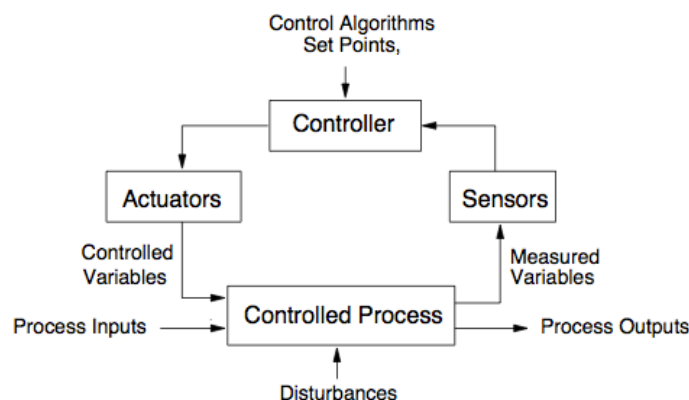 Control Algorithms
Set Points,
Controller
Actuators
Sensors
Controlled
Variables
Measured
Variables
Controlled Process
Process Inputs
Process Outputs
Disturbances